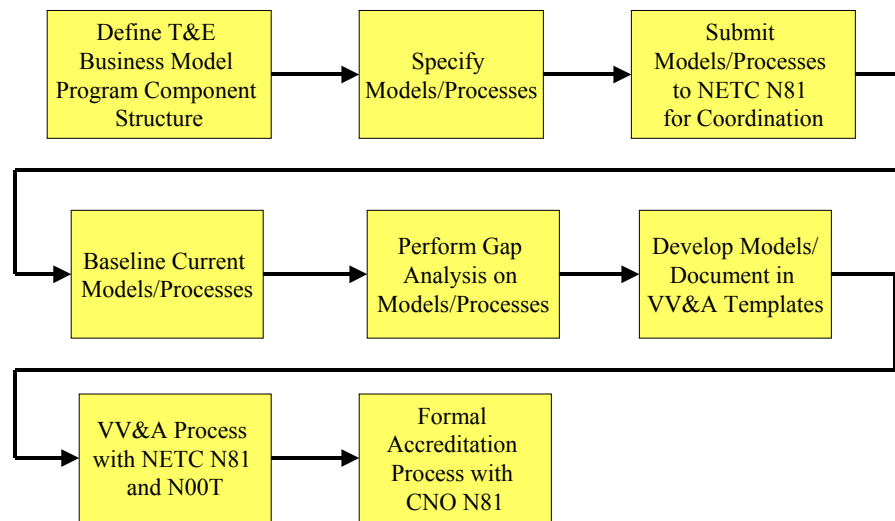 Define T&E
Business Model
Program Component
Structure
Specify
Models/Processes
Submit
Models/Processes
to NETC N81
for Coordination
Baseline Current
Models/Processes
Perform Gap
Analysis on
Models/Processes
Develop Models/
Document in
VV&A Templates
VV&A Process
with NETC N81
and N00T
Formal
Accreditation
Process with
CNO N81